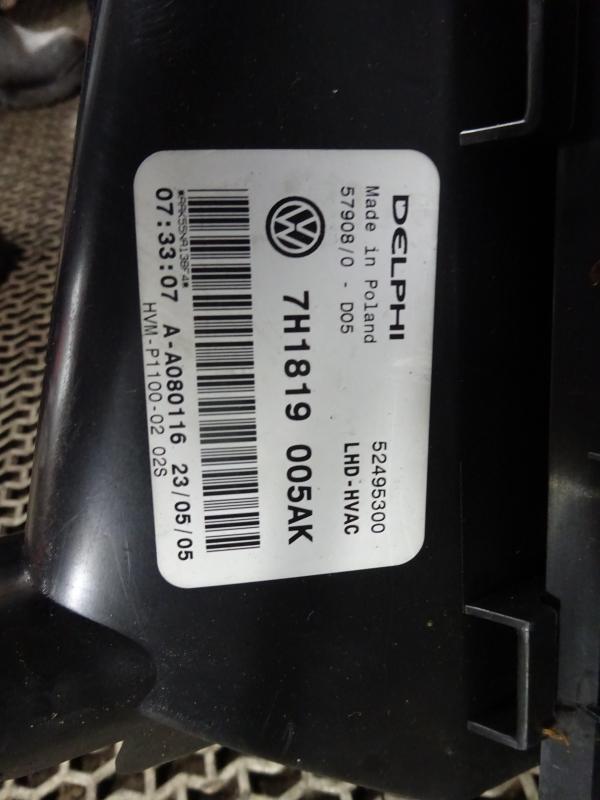 DELPHI
Made in Poland
57908/0 - D05
52495300
LHD-HVAC
7H1819 005AK
*AAK55NA138F4*
07:33:07 A-A080116 23/05/05
HVM-P1100-02 02S